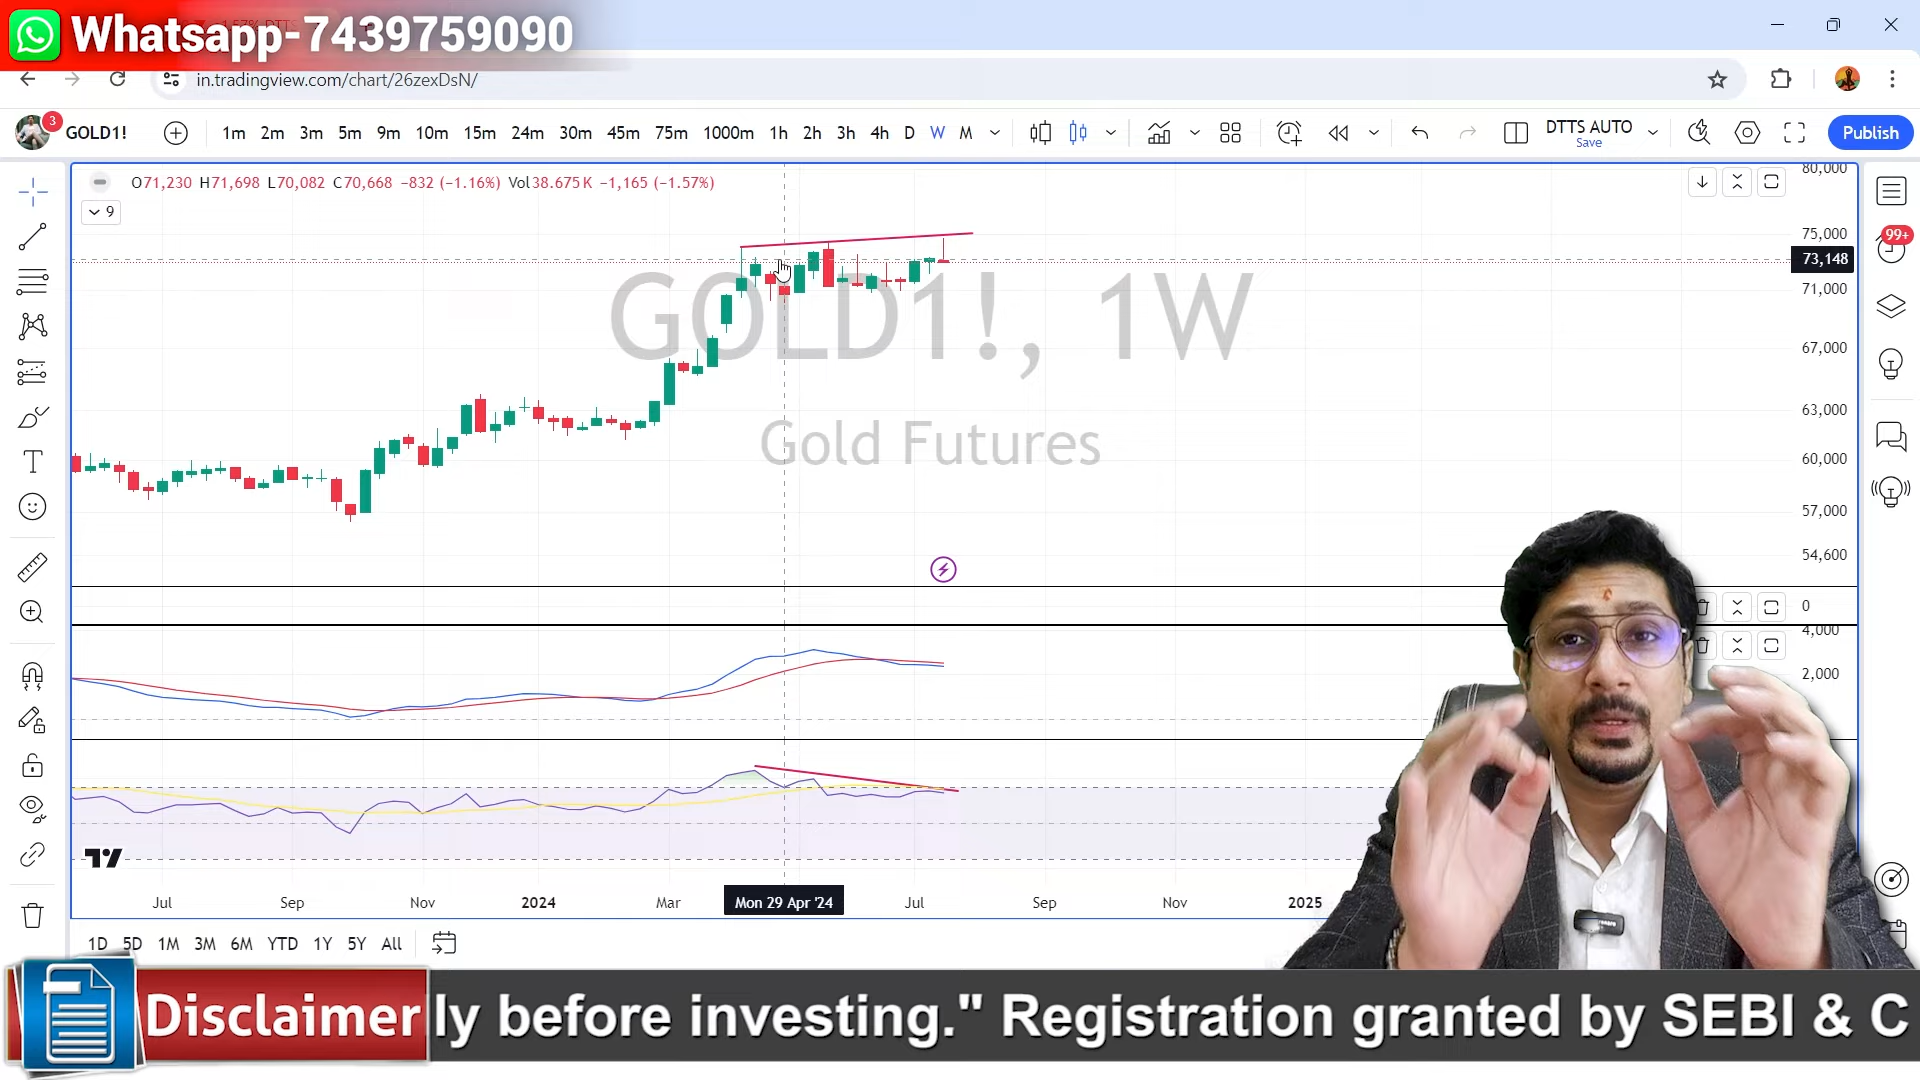 Whatsapp-7439759090
in.tradingview.com/chart/26zexDsN/
3
GOLD1!
1m 2m 3m 5m 9m 10m 15m 24m 30m 45m 75m 1000m 1h 2h 3h 4h D W M
DTTS AUTO
Save
Publish
O71,230 H71,698 L70,082 C70,668 −832 (−1.16%) Vol38.675K −1,165 (−1.57%)
9
80,000
75,000
99+
73,148
71,000
67,000
63,000
60,000
57,000
54,600
GOLD1!, 1W
Gold Futures
0
4,000
2,000
Jul Sep Nov 2024 Mar Mon 29 Apr '24 Jul Sep Nov 2025
1D 5D 1M 3M 6M YTD 1Y 5Y All
Disclaimer
ly before investing." Registration granted by SEBI & C